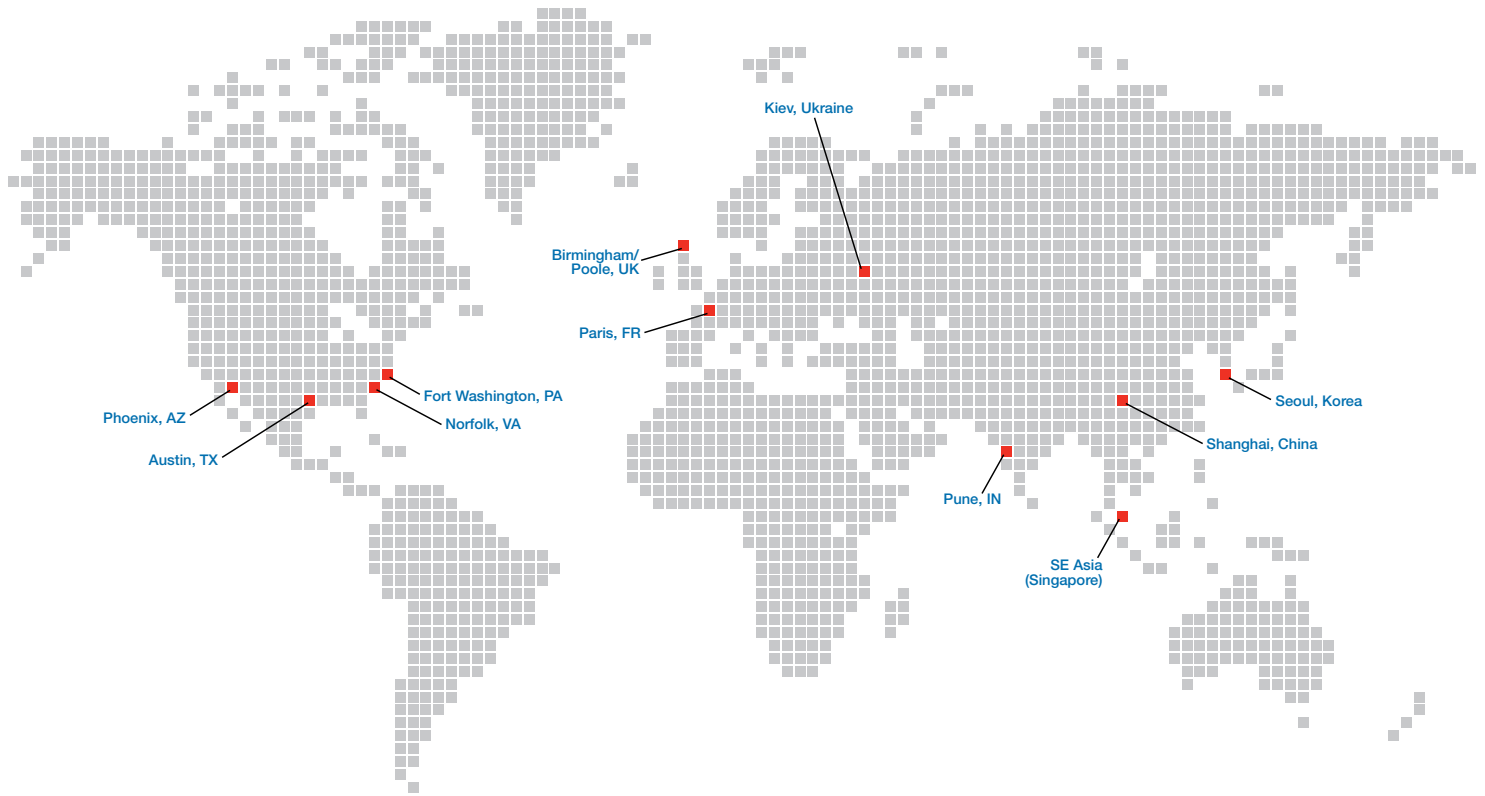 Kiev, Ukraine
Birmingham/
Poole, UK
Paris, FR
Fort Washington, PA
Phoenix, AZ
Norfolk, VA
Austin, TX
Seoul, Korea
Shanghai, China
Pune, IN
SE Asia
(Singapore)